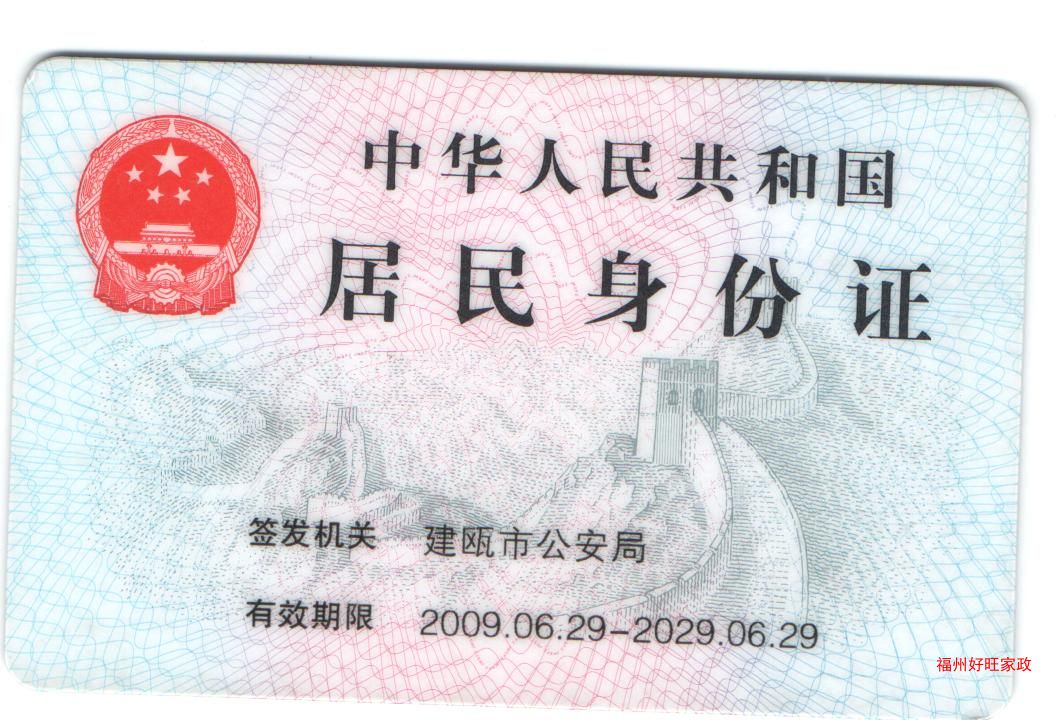 中华人民共和国
居民身份证
签发机关 建瓯市公安局
有效期限 2009.06.29-2029.06.29
福州好旺家政